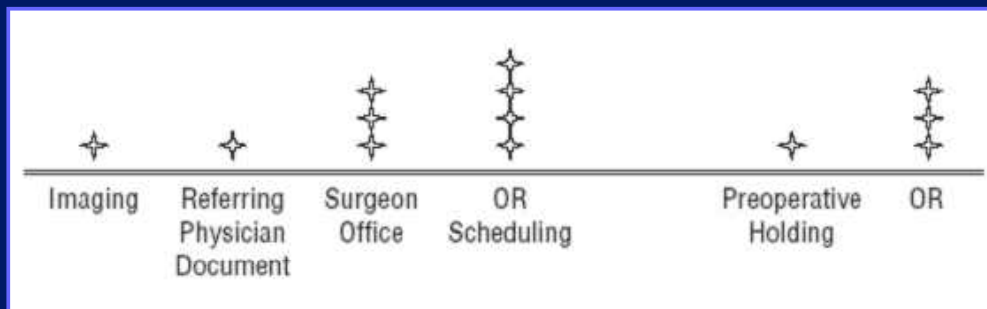 Imaging
Referring
Physician
Document
Surgeon
Office
OR
Scheduling
Preoperative
Holding
OR